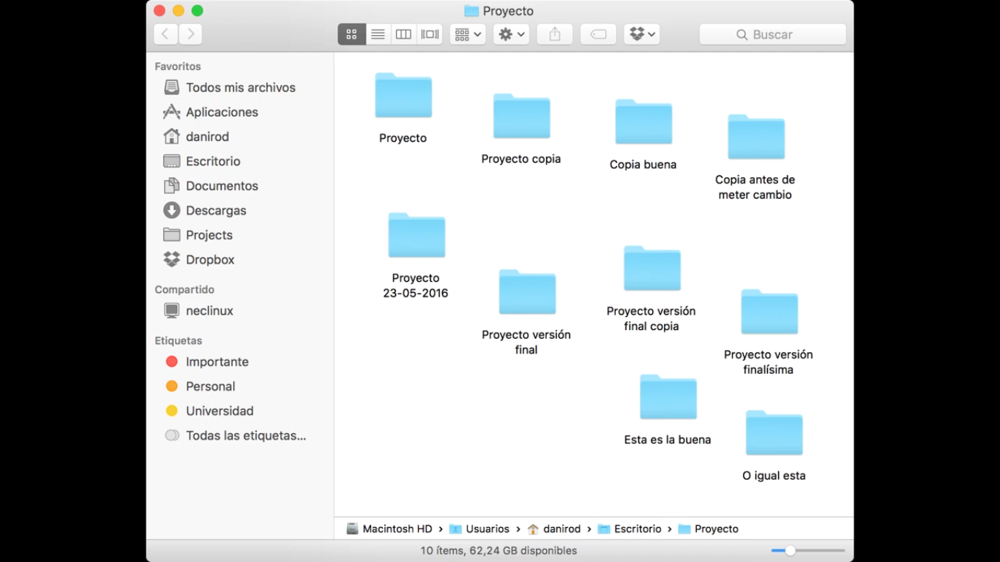 Proyecto
Buscar
Favoritos
Todos mis archivos
Aplicaciones
danirod
Escritorio
Documentos
Descargas
Projects
Dropbox
Compartido
neclinux
Etiquetas
Importante
Personal
Universidad
Todas las etiquetas...
Proyecto
Proyecto copia
Copia buena
Copia antes de
meter cambio
Proyecto
23-05-2016
Proyecto versión
final
Proyecto versión
final copia
Proyecto versión
finalísima
Esta es la buena
O igual esta
Macintosh HD › Usuarios › danirod › Escritorio › Proyecto
10 ítems, 62,24 GB disponibles